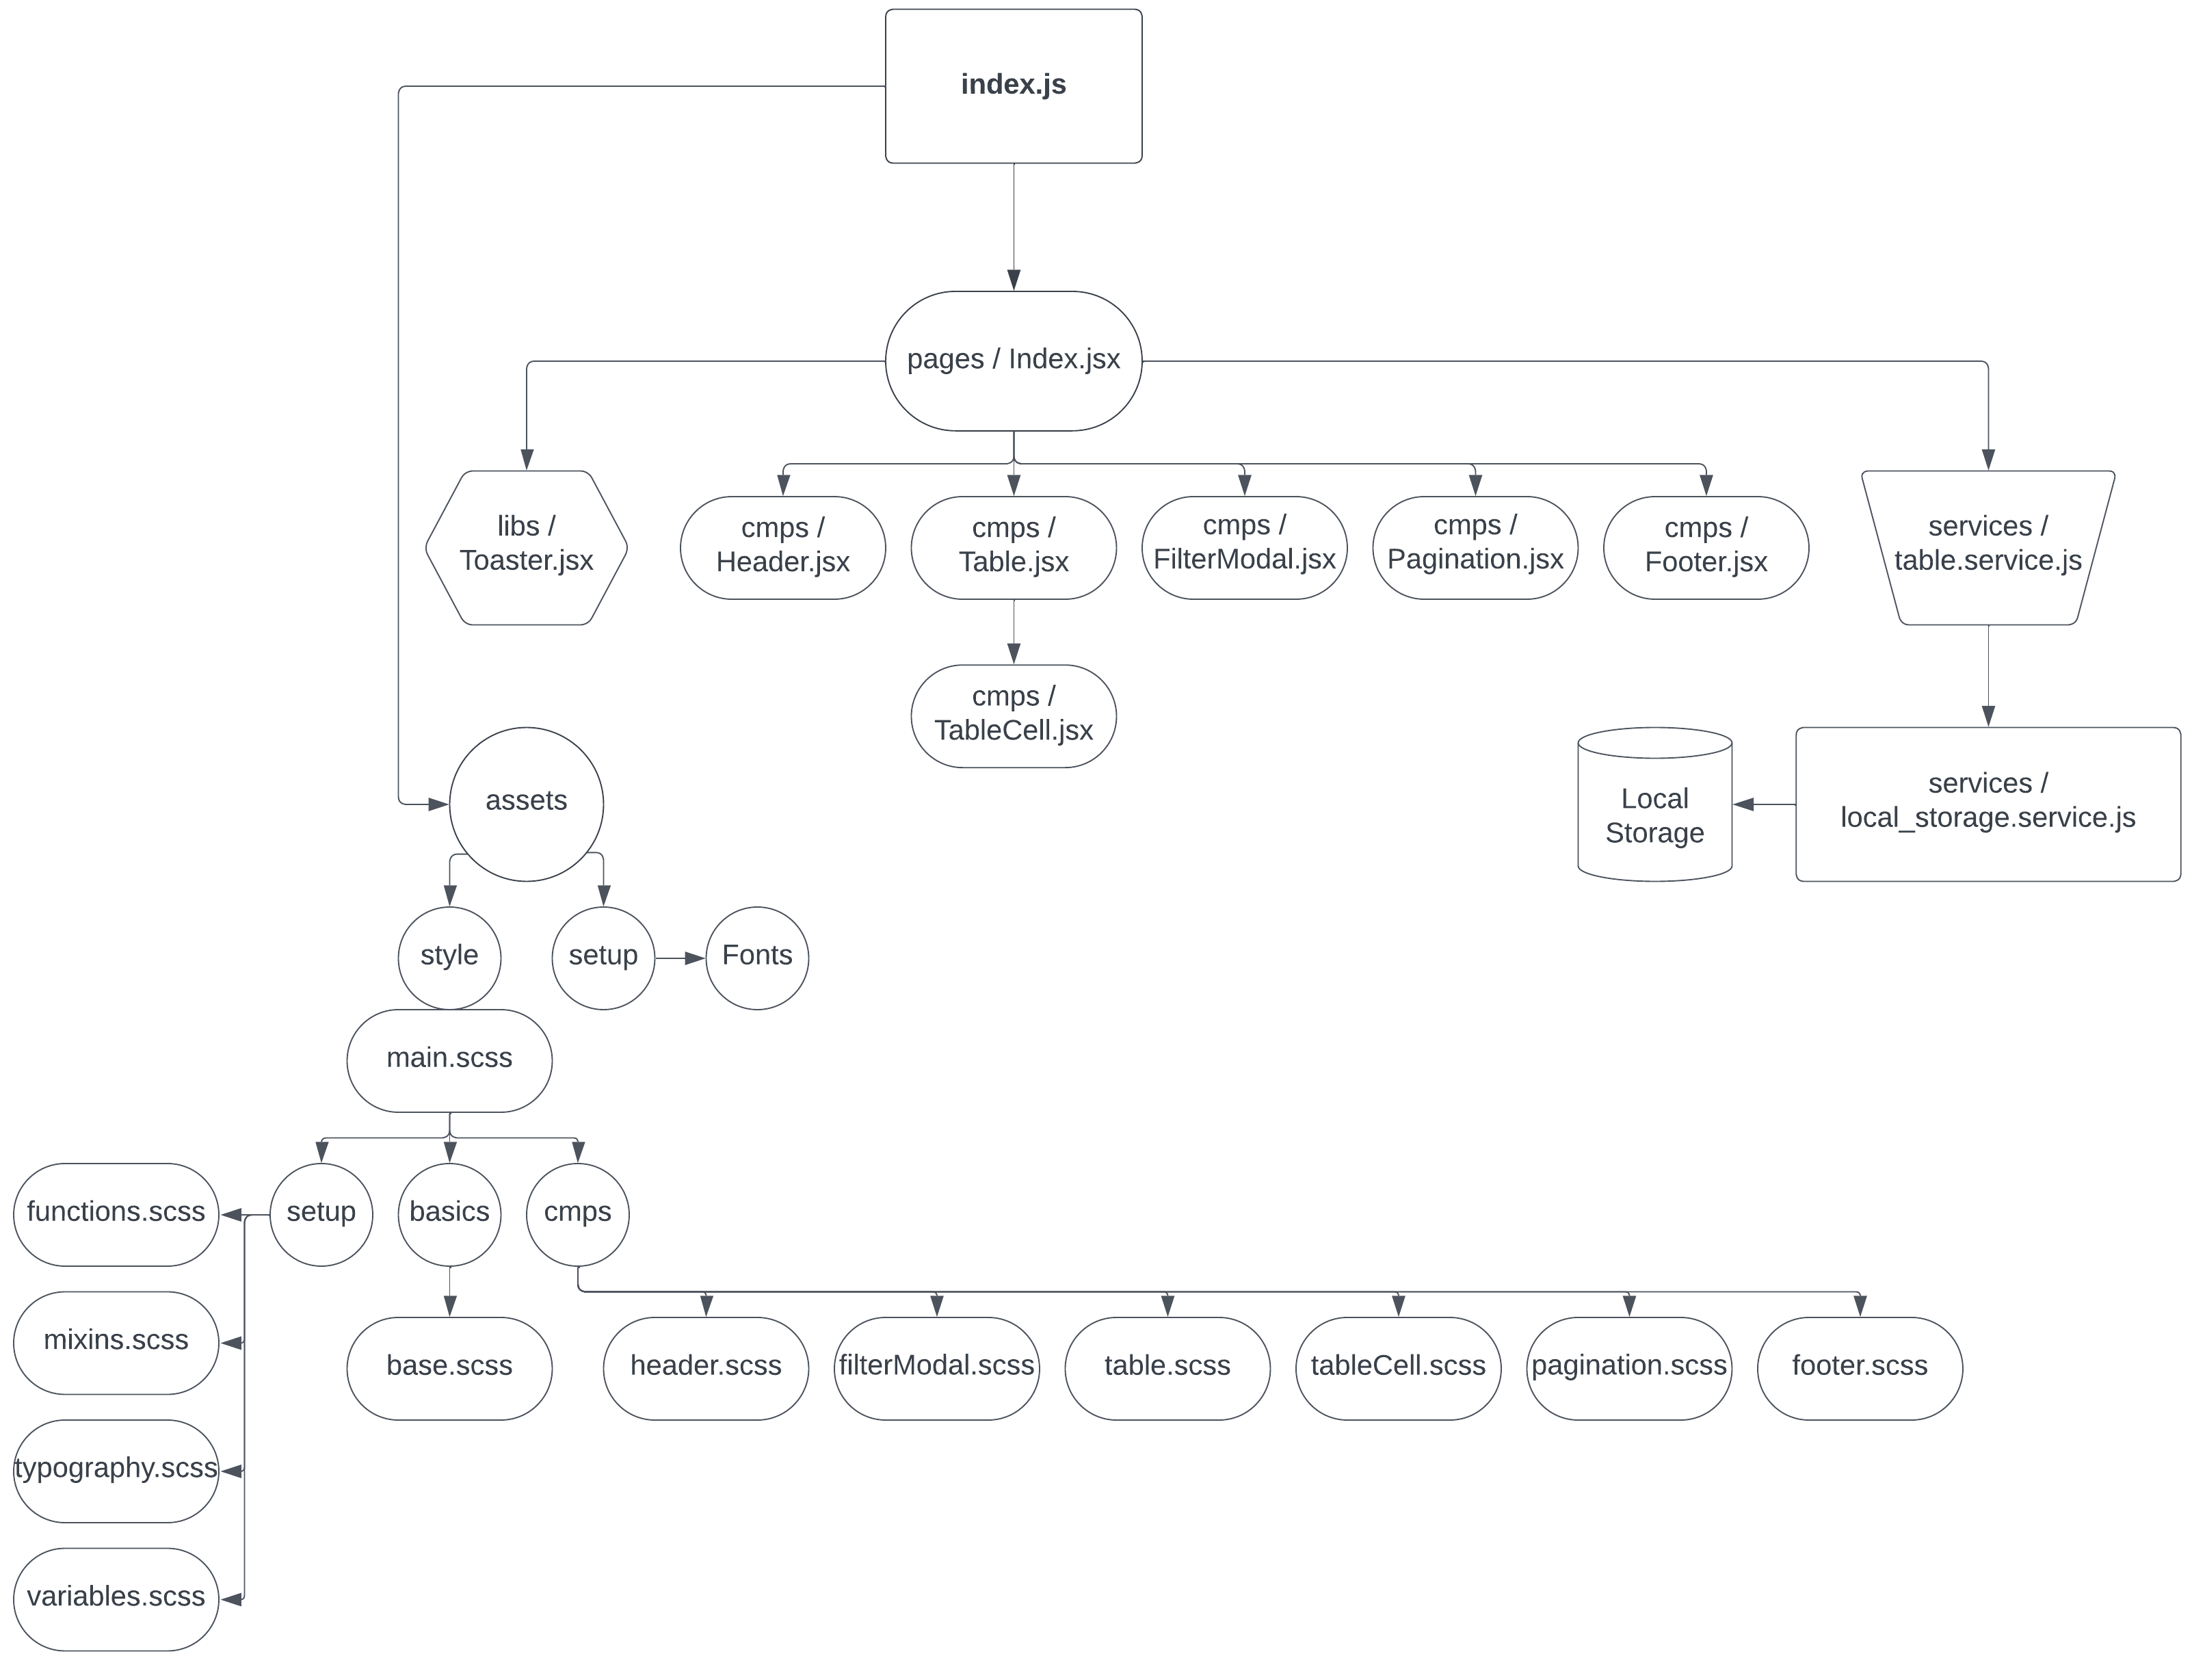 index.js
pages / Index.jsx
libs /
Toaster.jsx
cmps /
Header.jsx
cmps /
Table.jsx
cmps /
FilterModal.jsx
cmps /
Pagination.jsx
cmps /
Footer.jsx
services /
table.service.js
cmps /
TableCell.jsx
assets
Local
Storage
services /
local_storage.service.js
style
setup
Fonts
main.scss
functions.scss
setup
basics
cmps
mixins.scss
base.scss
header.scss
filterModal.scss
table.scss
tableCell.scss
pagination.scss
footer.scss
typography.scss
variables.scss